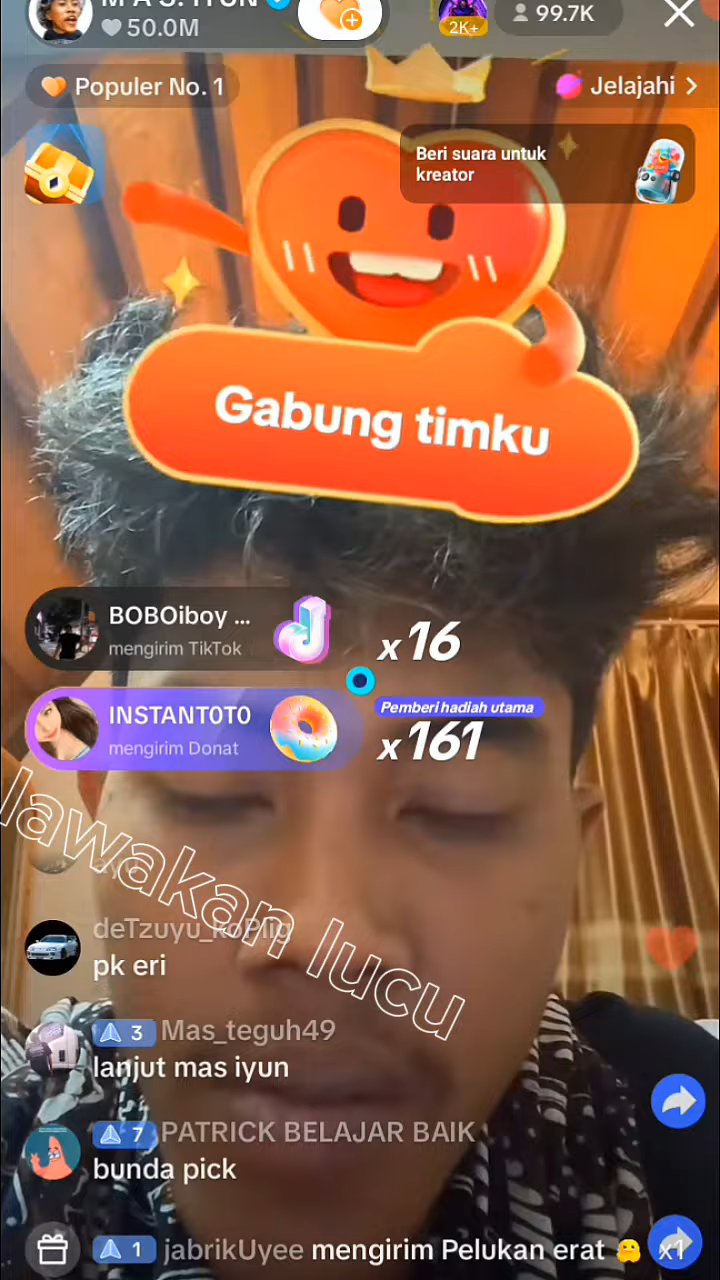 50.0M
2K+
99.7K
Populer No. 1
Jelajahi
Beri suara untuk
kreator
Gabung timku
BOBOiboy ...
mengirim TikTok
x16
INSTANT0T0
mengirim Donat
Pemberi hadiah utama
x161
lawakan lucu
pk eri
3 Mas_teguh49
lanjut mas iyun
7 PATRICK BELAJAR BAIK
bunda pick
1 jabrikUyee mengirim Pelukan erat x1